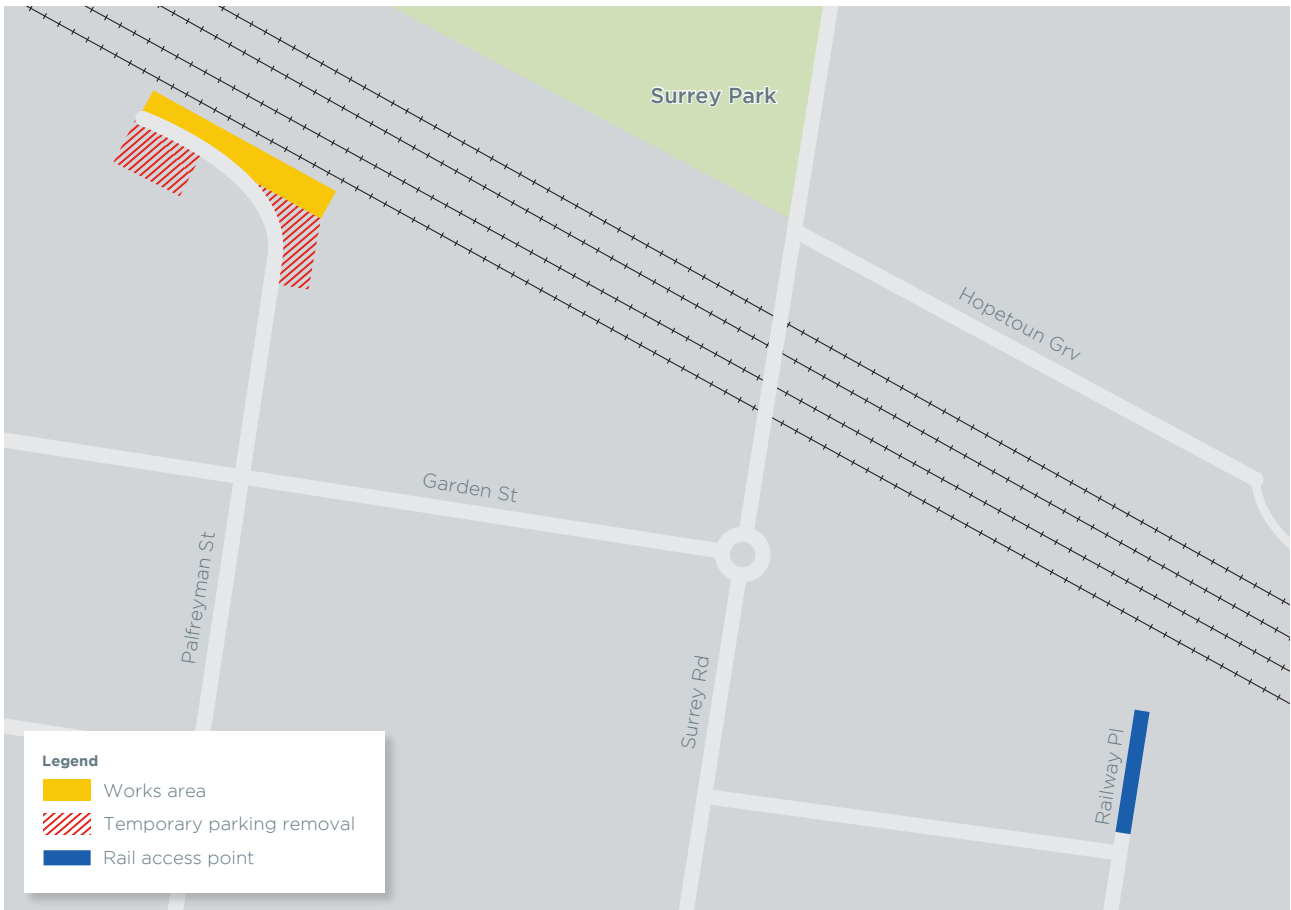 Surrey Park
Hopetoun Grv
Garden St
Palfreyman St
Surrey Rd
Railway Pl
Legend
Works area
Temporary parking removal
Rail access point